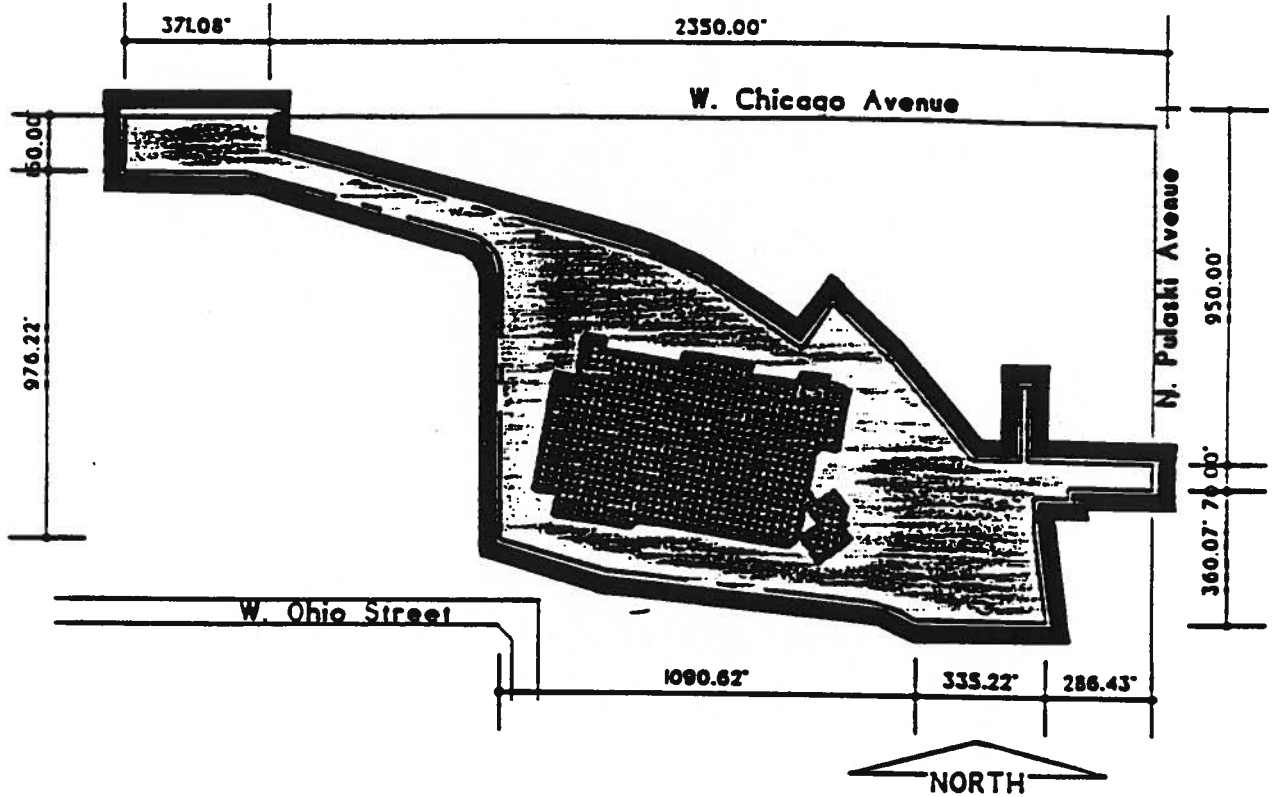 371.08"
2350.00"
W. Chicago Avenue
150.00
N. Pulaski Avenue
950.00"
976.22"
70.00"
360.07"
W. Ohio Street
1090.62"
335.22"
286.43"
NORTH